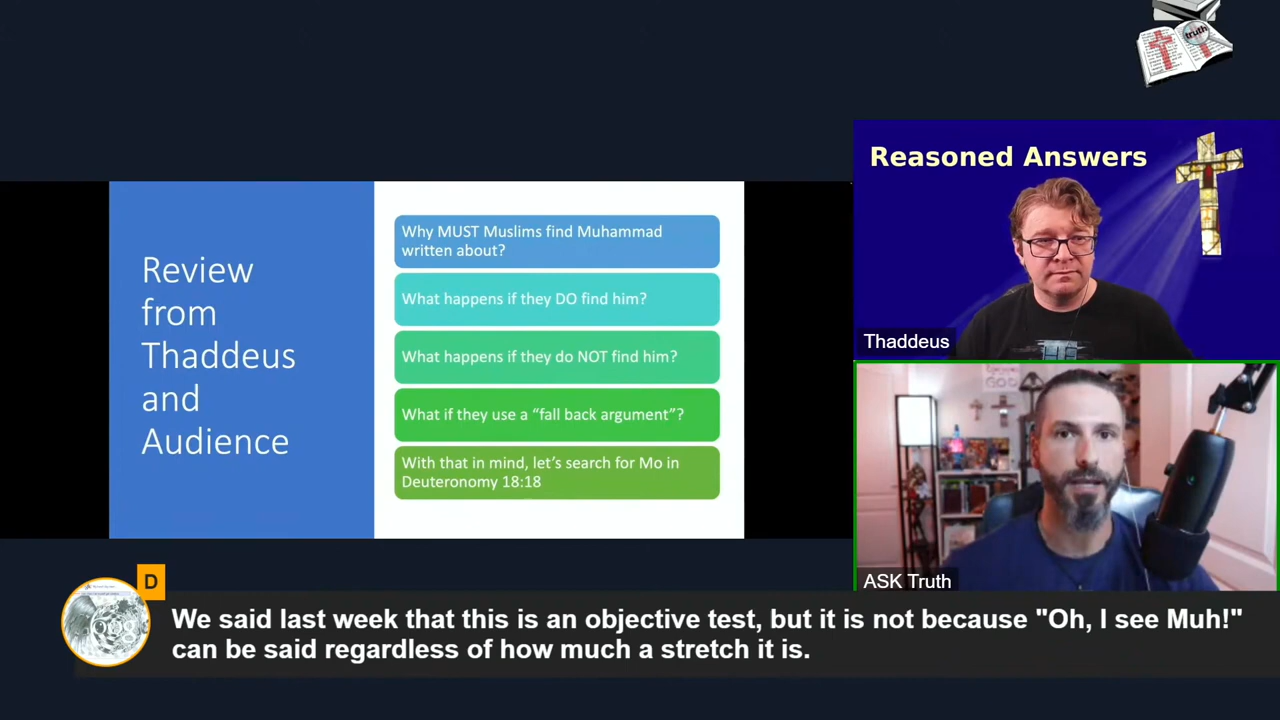 truth
Reasoned Answers
Review
from
Thaddeus
and
Audience
Why MUST Muslims find Muhammad
written about?
What happens if they DO find him?
What happens if they do NOT find him?
What if they use a “fall back argument”?
With that in mind, let’s search for Mo in
Deuteronomy 18:18
Thaddeus
GOD
ASK Truth
D
We said last week that this is an objective test, but it is not because "Oh, I see Muh!"
can be said regardless of how much a stretch it is.